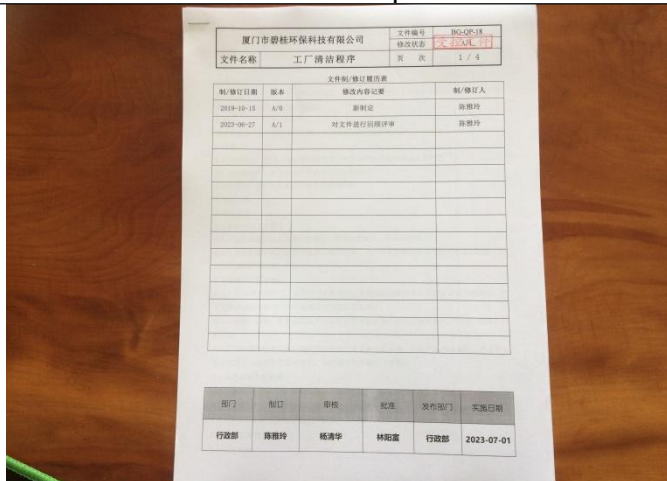 厦门市碧桂环保科技有限公司 文件编号 BG-QP-18
修改状态 A/1 受控文件
文件名称 工厂清洁程序 页 次 1 / 4
文件制/修订履历表
制/修订日期 版本 修改内容记要 制/修订人
2019-10-15 A/0 新制定 陈雅玲
2023-06-27 A/1 对文件进行回顾评审 陈雅玲
部门 制订 审核 批准 发布部门 实施日期
行政部 陈雅玲 杨清华 林阳富 行政部 2023-07-01